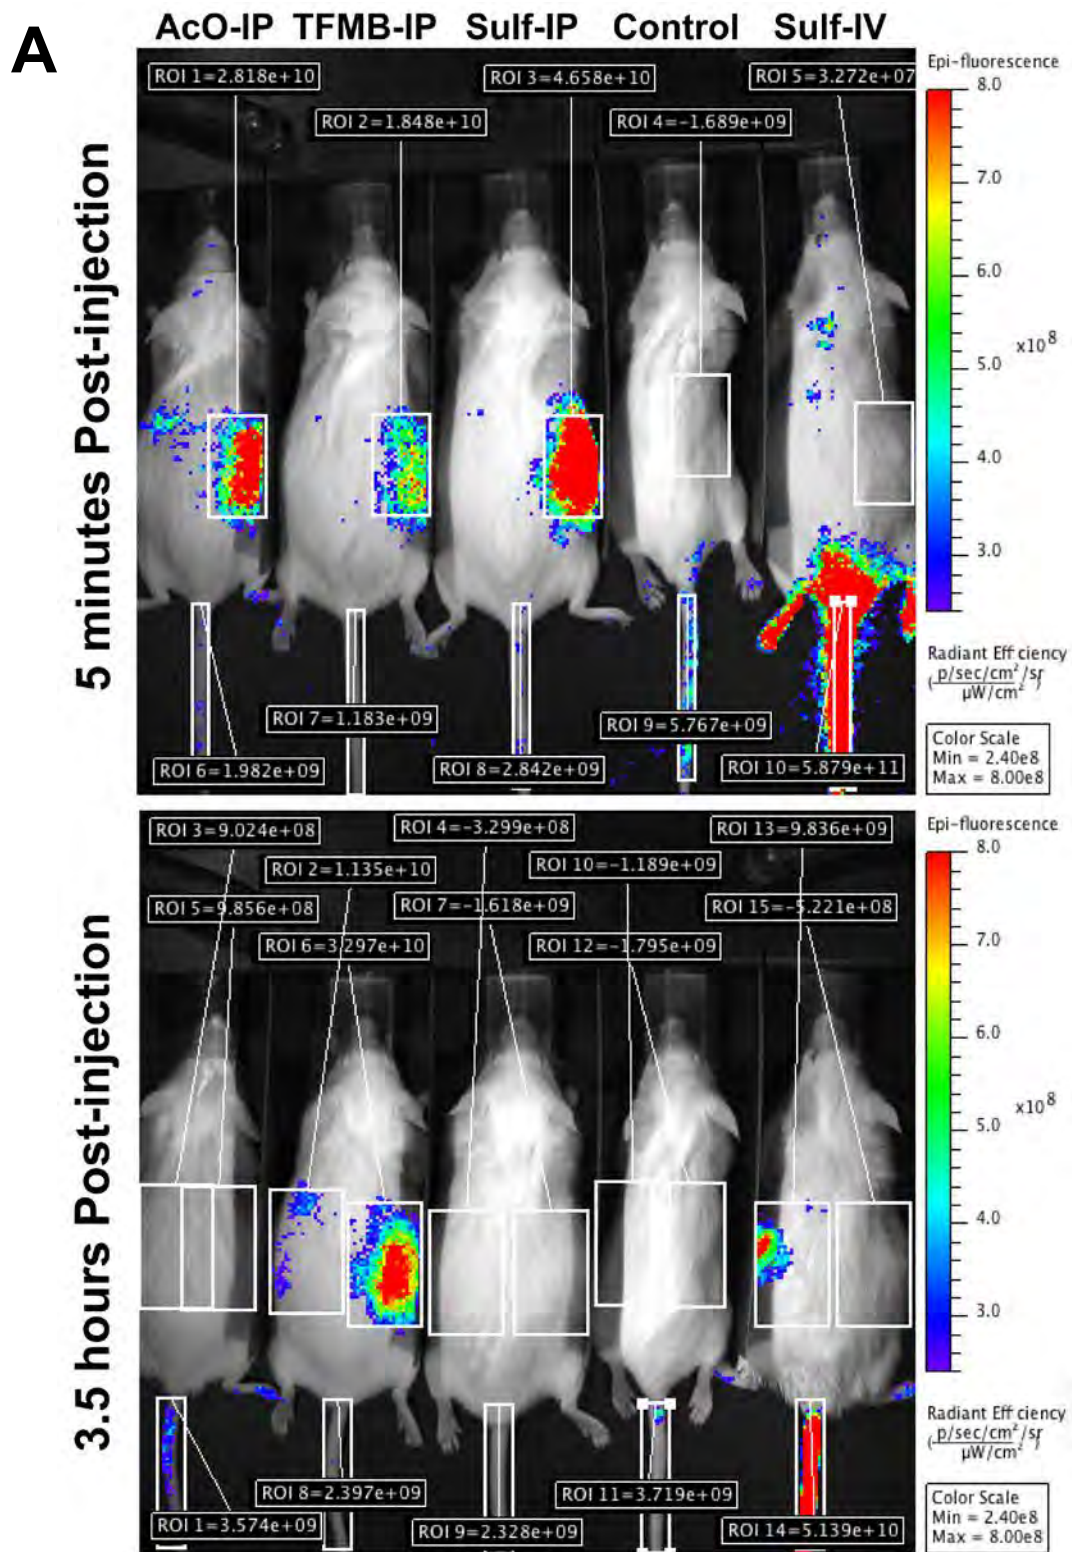 A
AcO-IP TFMB-IP Sulf-IP Control Sulf-IV
5 minutes Post-injection
ROI 1=2.818e+10
ROI 3=4.658e+10
ROI 5=3.272e+07
ROI 2=1.848e+10
ROI 4=-1.689e+09
ROI 7=1.183e+09
ROI 9=5.767e+09
ROI 6=1.982e+09
ROI 8=2.842e+09
ROI 10=5.879e+11
Epi-fluorescence
8.0
7.0
6.0
5.0
x10^8
4.0
3.0
Radiant Eff ciency
(p/sec/cm²/sr
µW/cm²)
Color Scale
Min = 2.40e8
Max = 8.00e8
3.5 hours Post-injection
ROI 3=9.024e+08
ROI 4=-3.299e+08
ROI 13=9.836e+09
ROI 2=1.135e+10
ROI 10=-1.189e+09
ROI 5=9.856e+08
ROI 7=-1.618e+09
ROI 15=-5.221e+08
ROI 6=3.297e+10
ROI 12=-1.795e+09
ROI 8=2.397e+09
ROI 11=3.719e+09
ROI 1=3.574e+09
ROI 9=2.328e+09
ROI 14=5.139e+10
Epi-fluorescence
8.0
7.0
6.0
5.0
x10^8
4.0
3.0
Radiant Eff ciency
(p/sec/cm²/sr
µW/cm²)
Color Scale
Min = 2.40e8
Max = 8.00e8